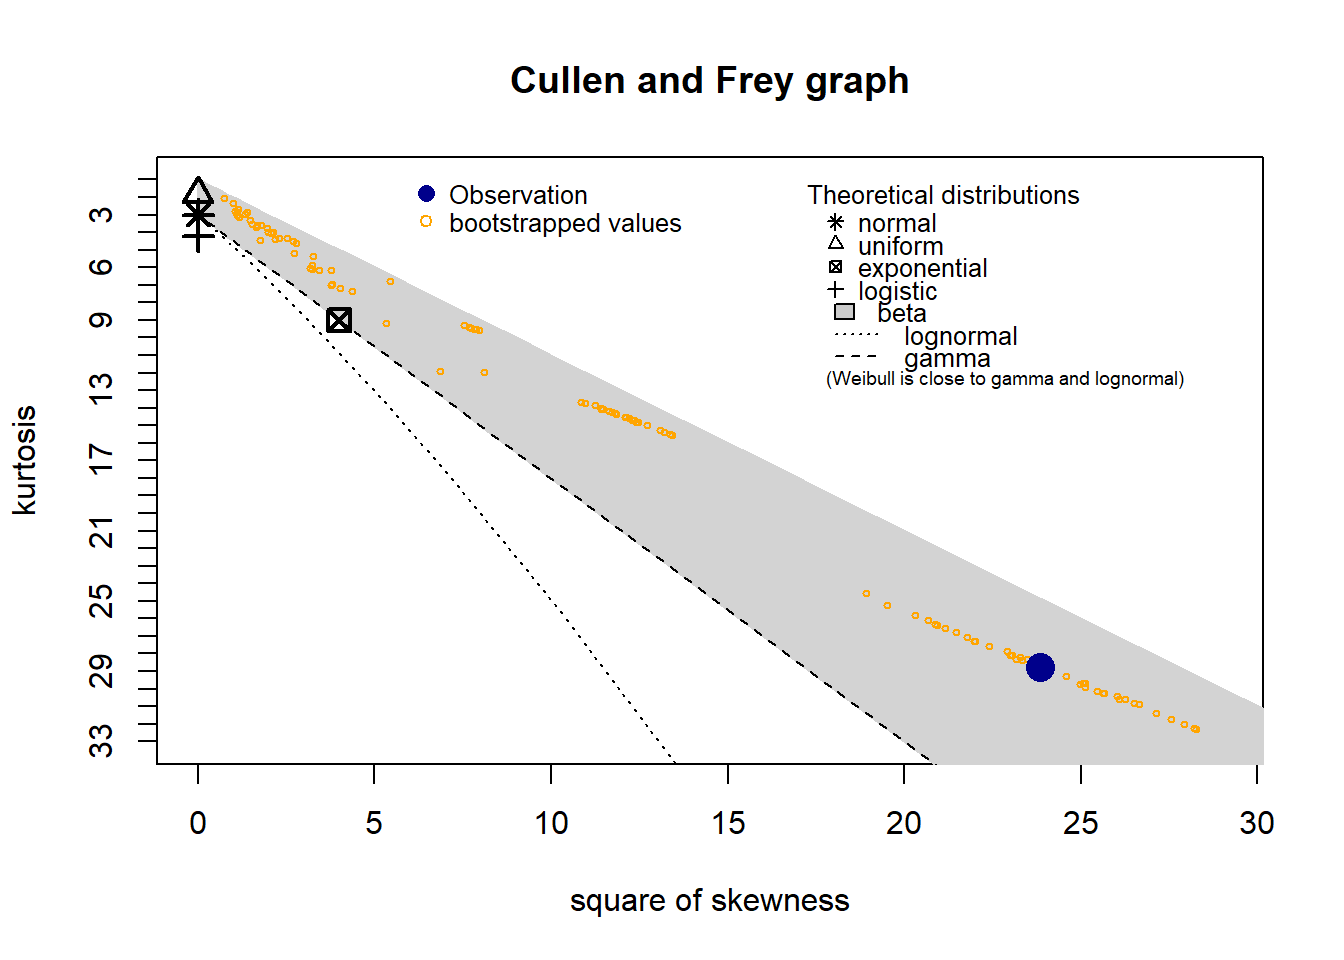 Cullen and Frey graph
Observation
bootstrapped values
Theoretical distributions
normal
uniform
exponential
logistic
beta
lognormal
gamma
(Weibull is close to gamma and lognormal)
kurtosis
3
6
9
13
17
21
25
29
33
0 5 10 15 20 25 30
square of skewness